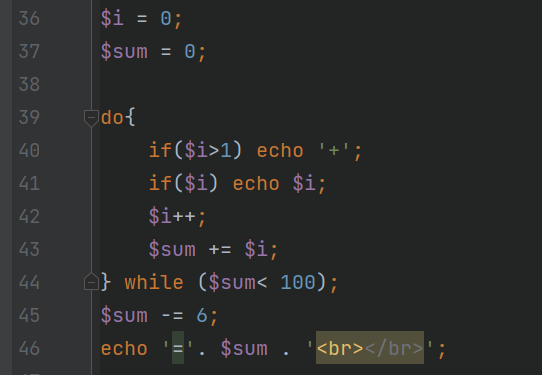 36 $i = 0;
37 $sum = 0;
38
39 do{
40 if($i>1) echo '+';
41 if($i) echo $i;
42 $i++;
43 $sum += $i;
44 } while ($sum< 100);
45 $sum -= 6;
46 echo '='. $sum . '<br></br>';